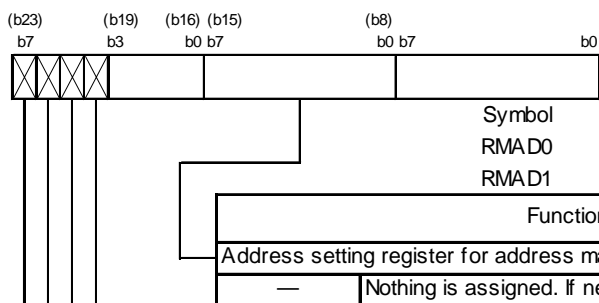 (b23) (b19) (b16) (b15) (b8)
b7 b3 b0 b7 b0 b7 b0
Symbol
RMAD0
RMAD1
Function
Address setting register for address ma
— Nothing is assigned. If ne